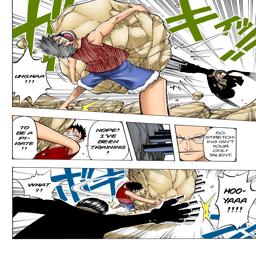 UNGHAA
???
SO,
STRETCH-
ING ISN'T
YOUR
ONLY
TALENT.
NOPE!
I'VE
BEEN
TRAINING
!
TO
BE A
PI-
RATE
??
HOO-
YAAA
????
WHAT
??